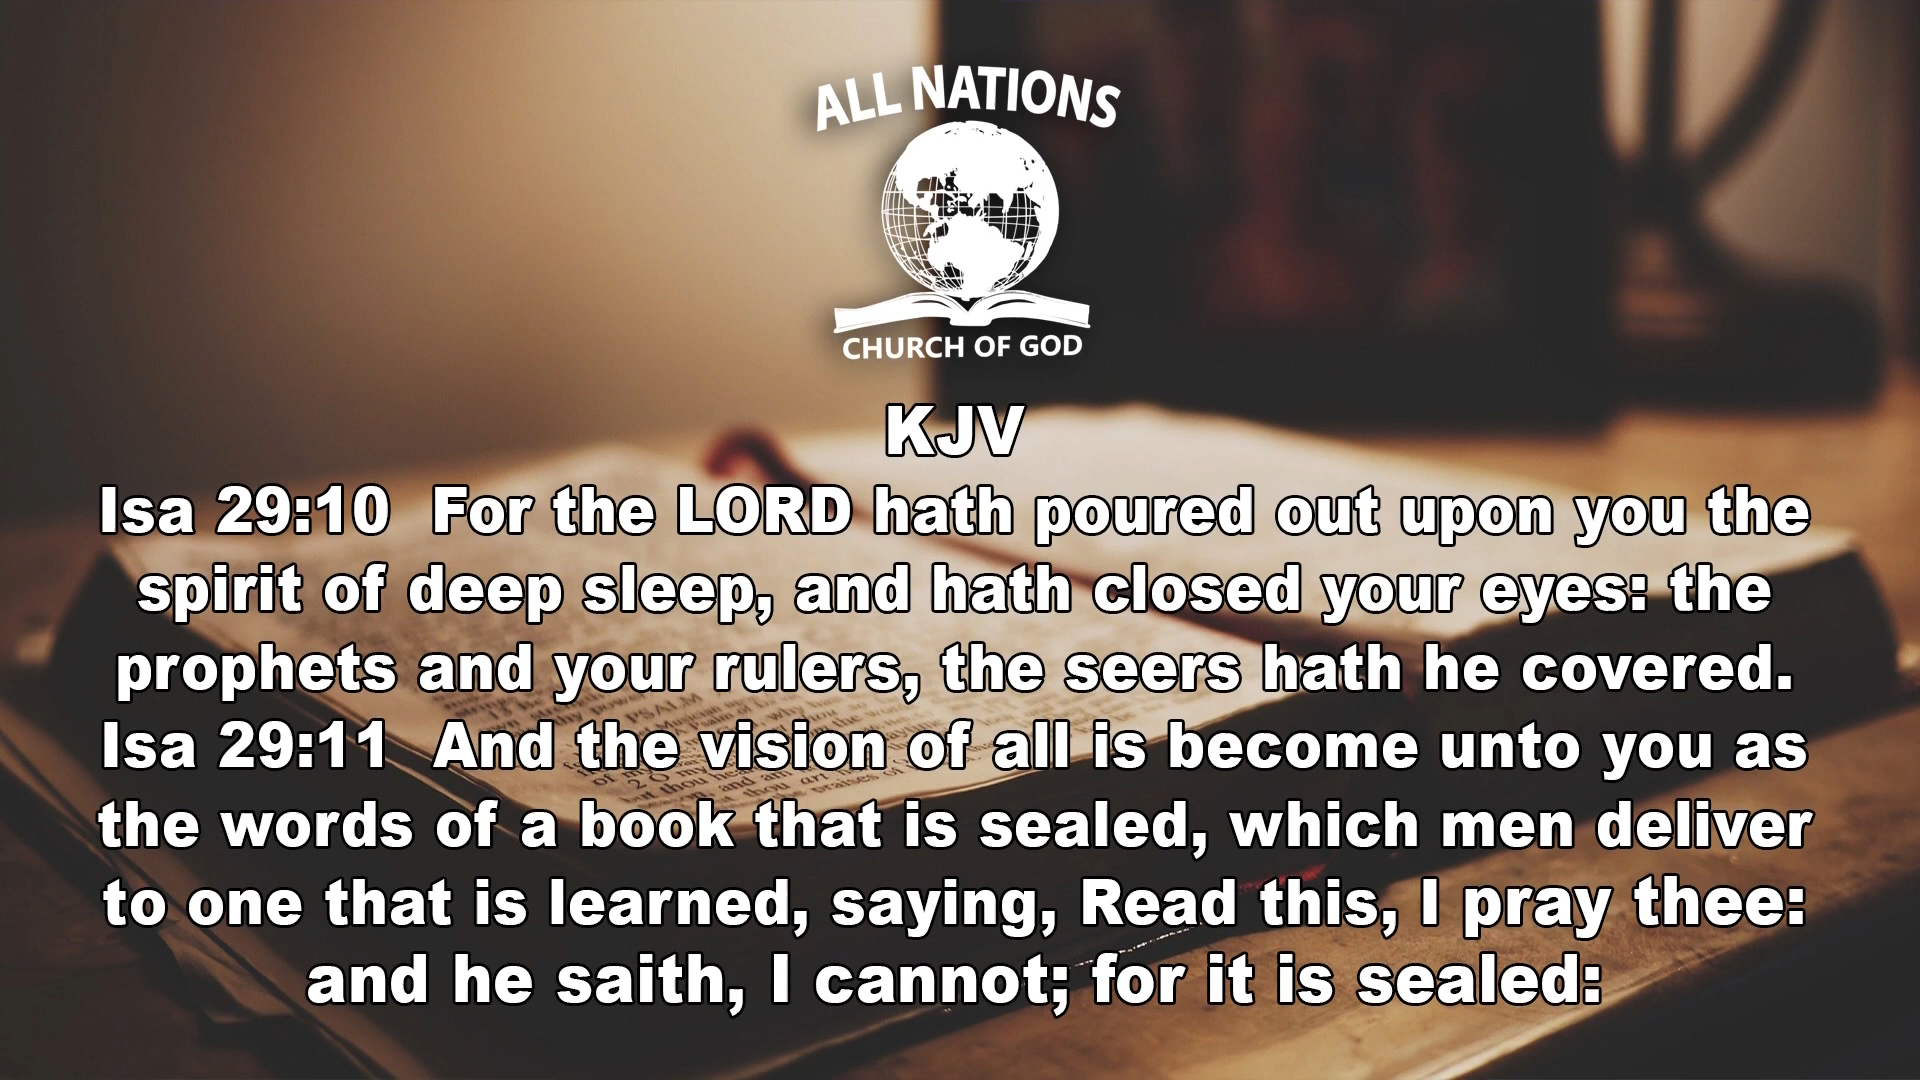 ALL NATIONS
CHURCH OF GOD
KJV
Isa 29:10  For the LORD hath poured out upon you the
spirit of deep sleep, and hath closed your eyes: the
prophets and your rulers, the seers hath he covered.
Isa 29:11  And the vision of all is become unto you as
the words of a book that is sealed, which men deliver
to one that is learned, saying, Read this, I pray thee:
and he saith, I cannot; for it is sealed: